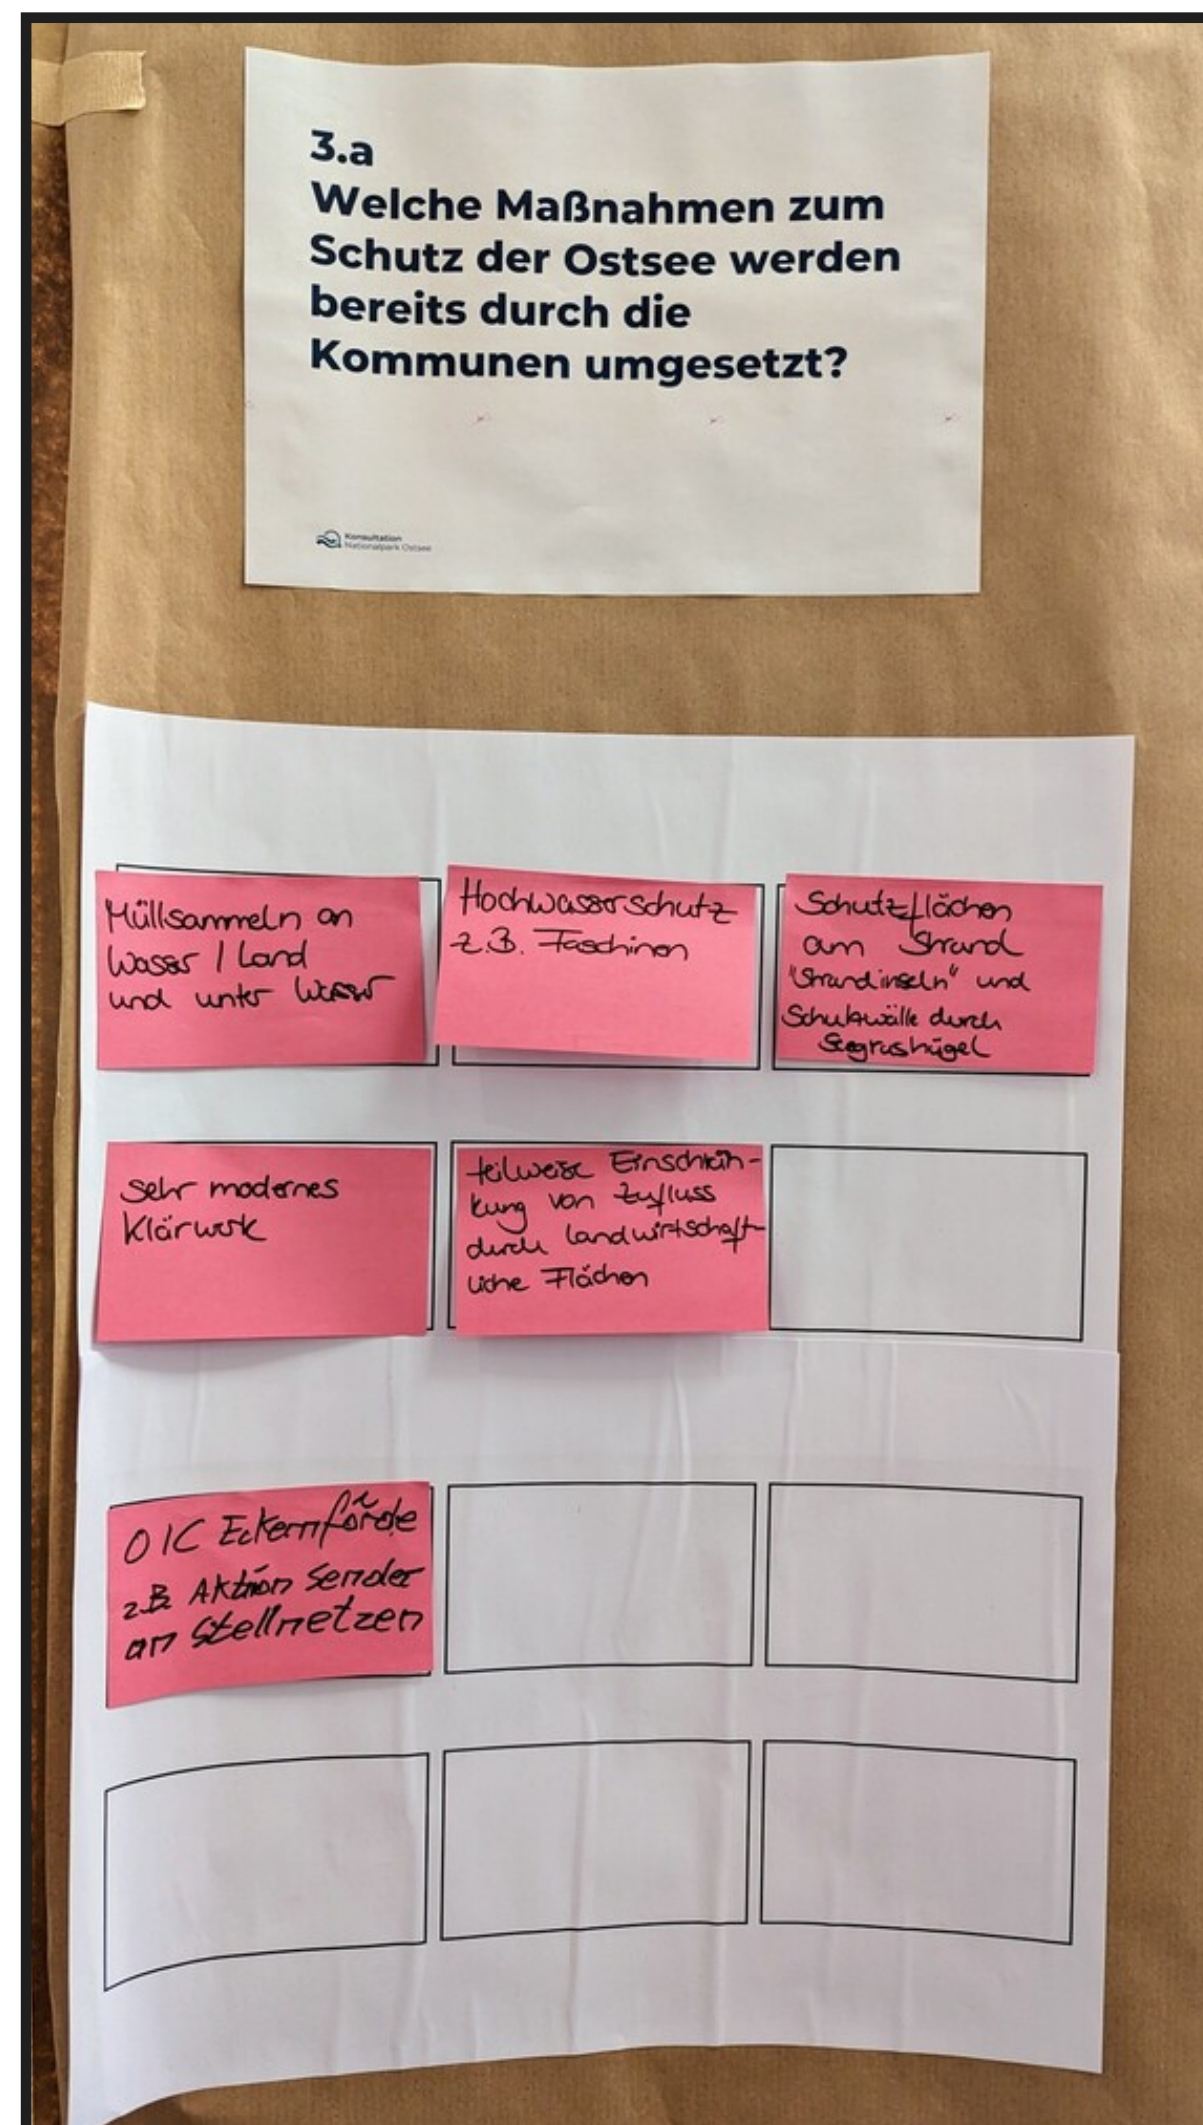 3.a
Welche Maßnahmen zum
Schutz der Ostsee werden
bereits durch die
Kommunen umgesetzt?
Konsultation
Nationalpark Ostsee
Müllsammeln an
Wasser / Land
und unter Wasser
Hochwasserschutz
z.B. Faschinen
Schutzflächen
am Strand
"Strandinseln" und
Schutzwälle durch
Seegrashügel
Sehr modernes
Klärwerk
teilweise Einschrän-
kung von Zufluss
durch landwirtschaft-
liche Flächen
OIC Eckernförde
z.B. Aktion Sender
an Stellnetzen